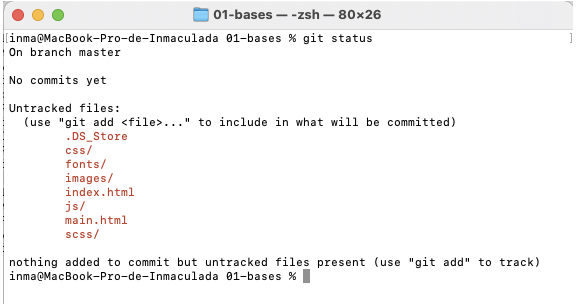 01-bases — -zsh — 80×26
[inma@MacBook-Pro-de-Inmaculada 01-bases % git status ]
On branch master
No commits yet
Untracked files:
(use "git add <file>..." to include in what will be committed)
.DS_Store
css/
fonts/
images/
index.html
js/
main.html
scss/
nothing added to commit but untracked files present (use "git add" to track)
inma@MacBook-Pro-de-Inmaculada 01-bases %